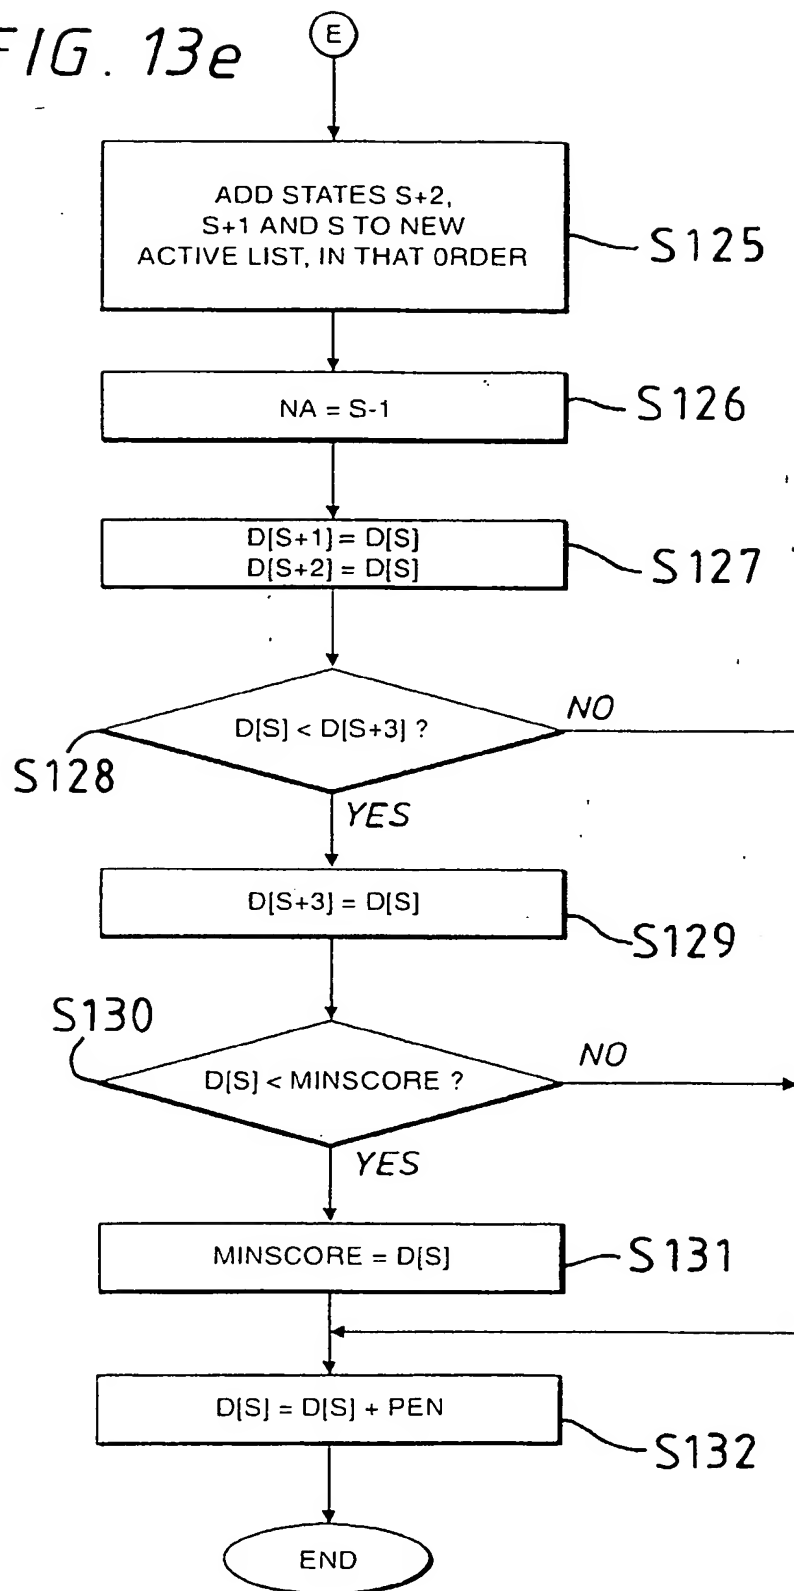 FIG. 13e
E
ADD STATES S+2,
S+1 AND S TO NEW
ACTIVE LIST, IN THAT ORDER
S125
NA = S-1
S126
D[S+1] = D[S]
D[S+2] = D[S]
S127
D[S] < D[S+3] ?
NO
S128
YES
D[S+3] = D[S]
S129
S130
D[S] < MINSCORE ?
NO
YES
MINSCORE = D[S]
S131
D[S] = D[S] + PEN
S132
END